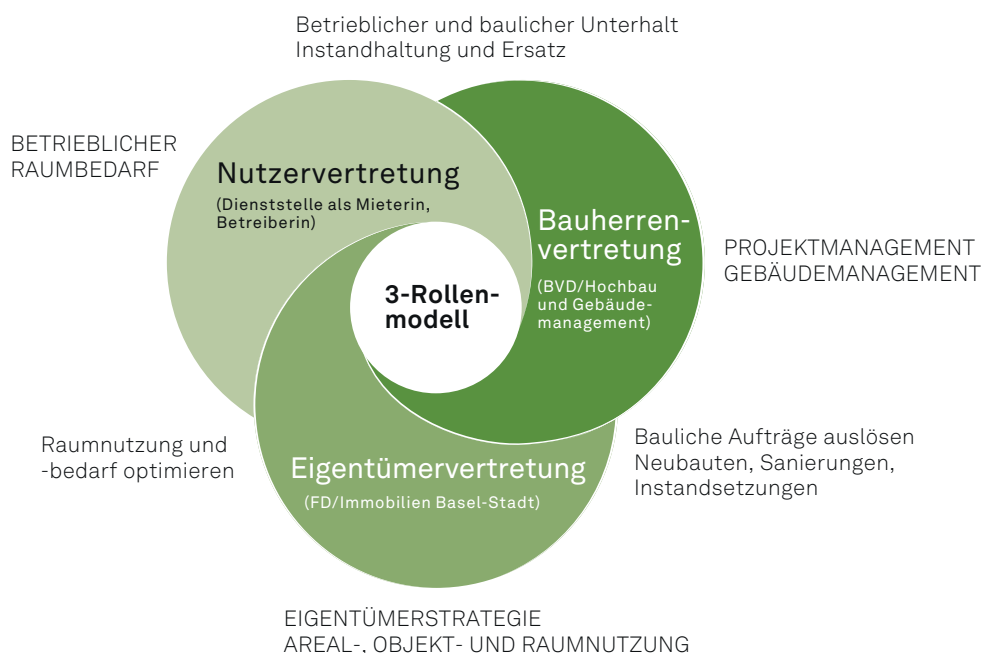 Betrieblicher und baulicher Unterhalt
Instandhaltung und Ersatz
BETRIEBLICHER
RAUMBEDARF
Nutzervertretung
(Dienststelle als Mieterin,
Betreiberin)
Bauherren-
vertretung
(BVD/Hochbau
und Gebäude-
management)
PROJEKTMANAGEMENT
GEBÄUDEMANAGEMENT
3-Rollen-
modell
Raumnutzung und
-bedarf optimieren
Eigentümervertretung
(FD/Immobilien Basel-Stadt)
Bauliche Aufträge auslösen
Neubauten, Sanierungen,
Instandsetzungen
EIGENTÜMERSTRATEGIE
AREAL-, OBJEKT- UND RAUMNUTZUNG